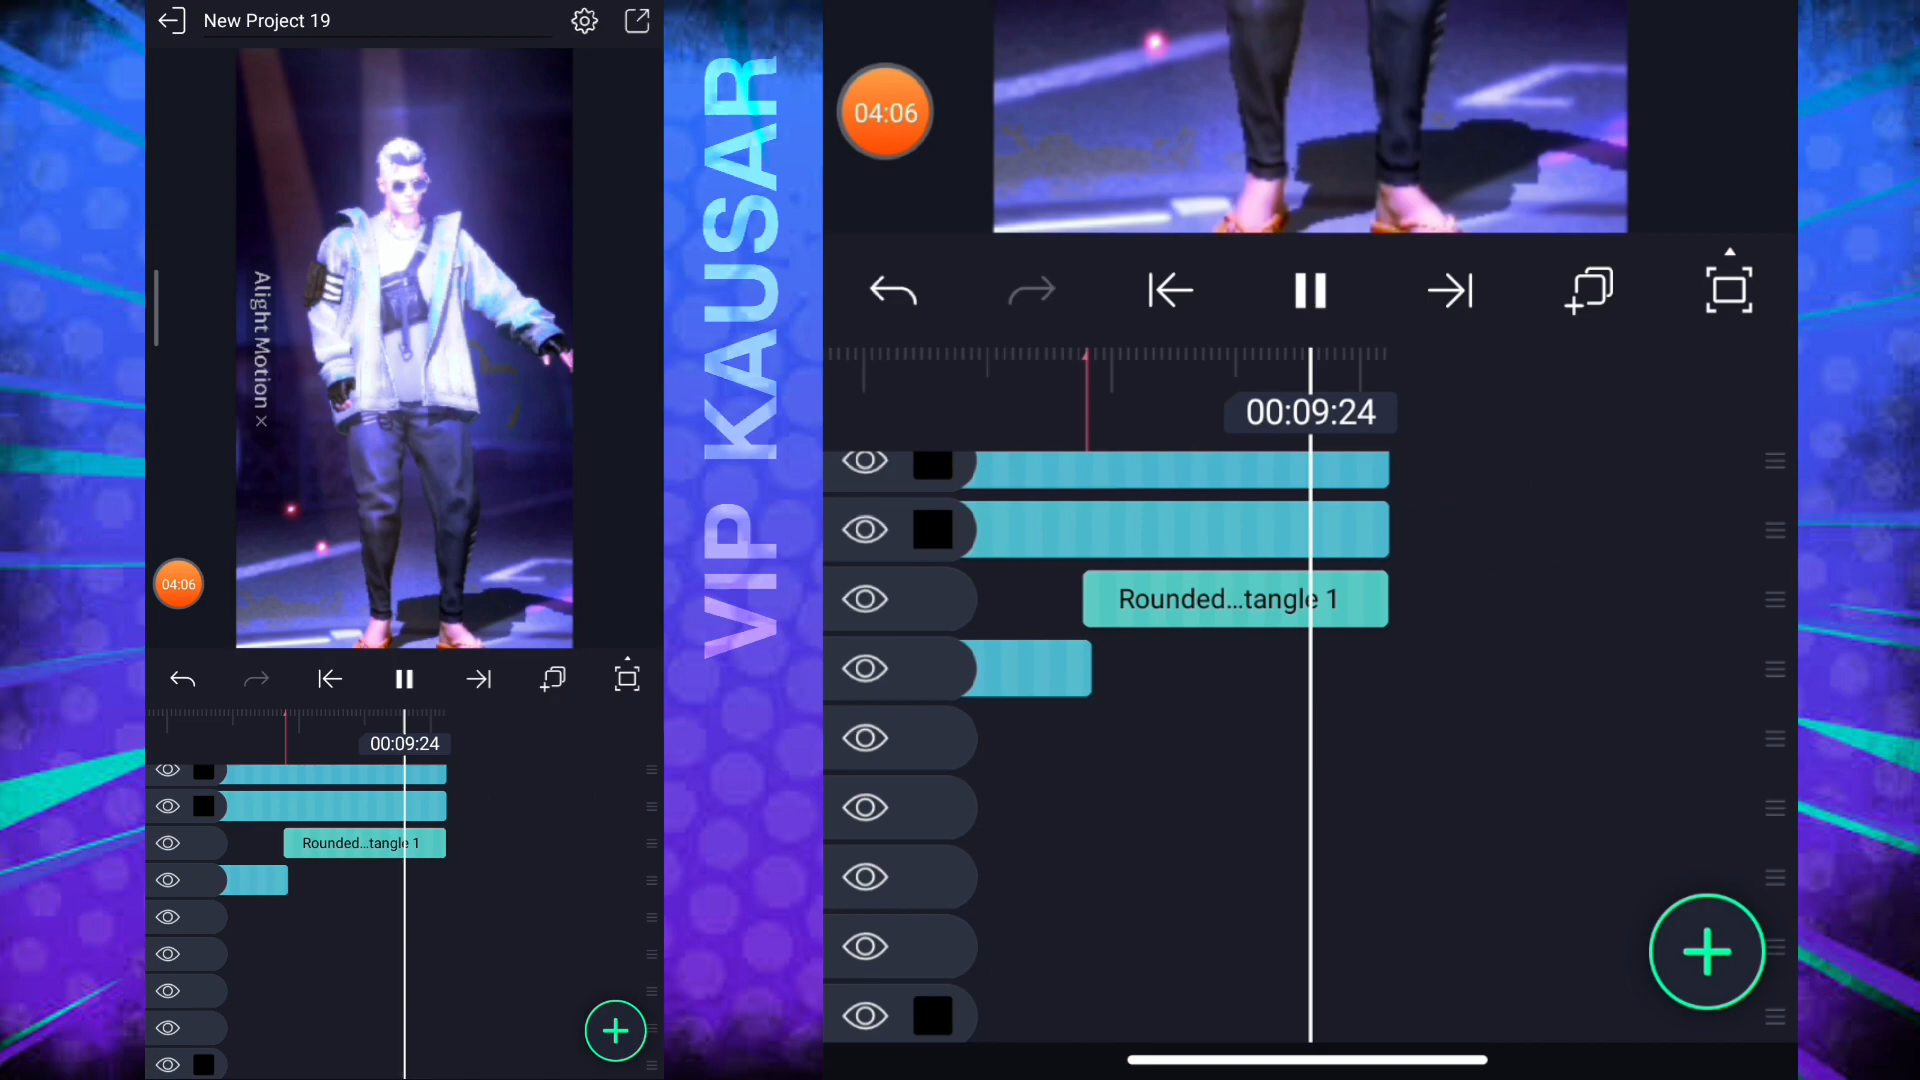 New Project 19
Alight Motion ×
04:06
00:09:24
Rounded...tangle 1
VIP KAUSAR
04:06
00:09:24
Rounded...tangle 1